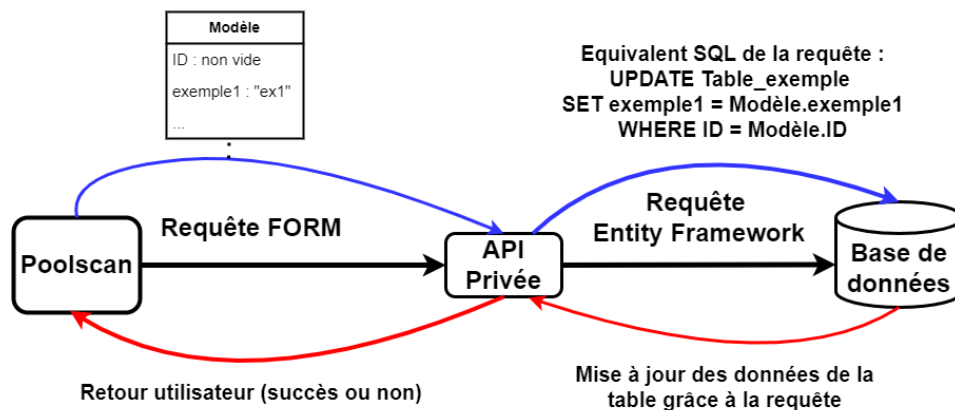 Modèle
ID : non vide
exemple1 : "ex1"
...
Equivalent SQL de la requête :
UPDATE Table_exemple
SET exemple1 = Modèle.exemple1
WHERE ID = Modèle.ID
Poolscan
Requête FORM
API
Privée
Requête
Entity Framework
Base de
données
Retour utilisateur (succès ou non)
Mise à jour des données de la
table grâce à la requête